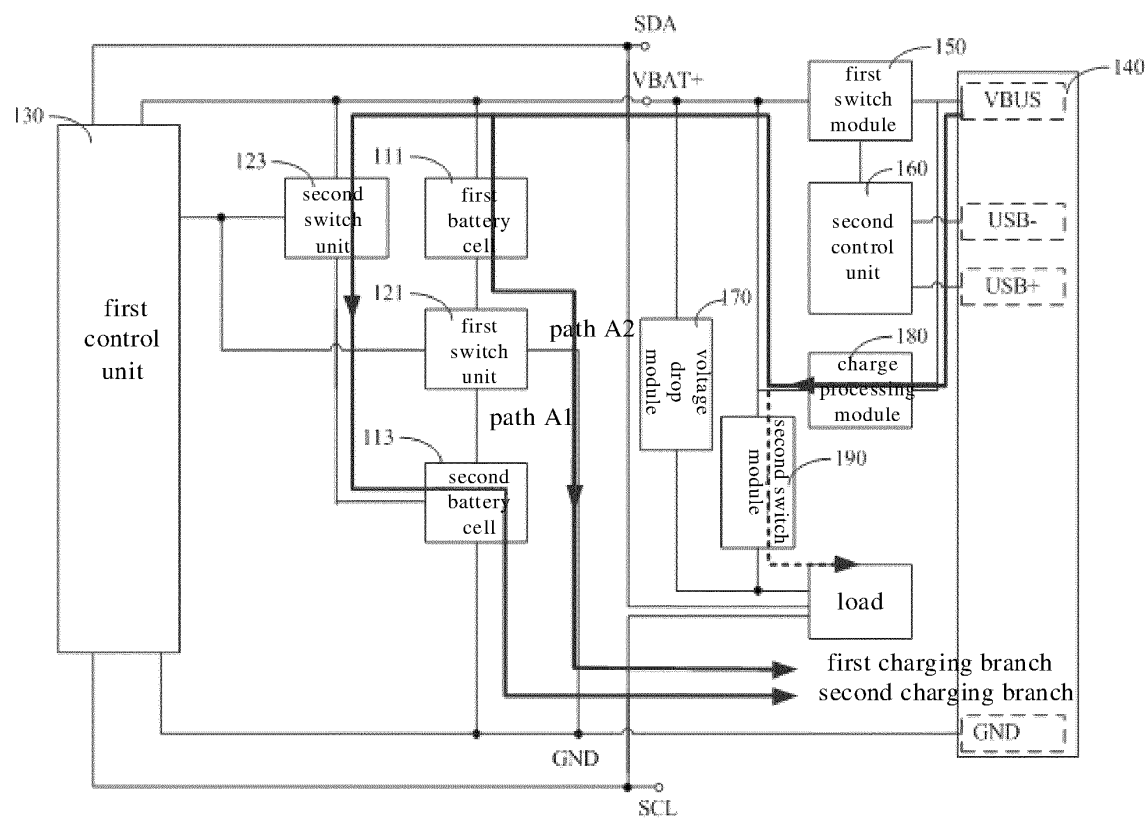 SDA
150
VBAT+
first
switch
module
140
VBUS
130
123
111
160
second
switch
unit
first
battery
cell
second
control
unit
USB-
USB+
first
control
unit
121
first
switch
unit
path A2
170
voltage
drop
module
180
charge
processing
module
path A1
113
second
battery
cell
second switch
module
190
load
first charging branch
second charging branch
GND
GND
SCL